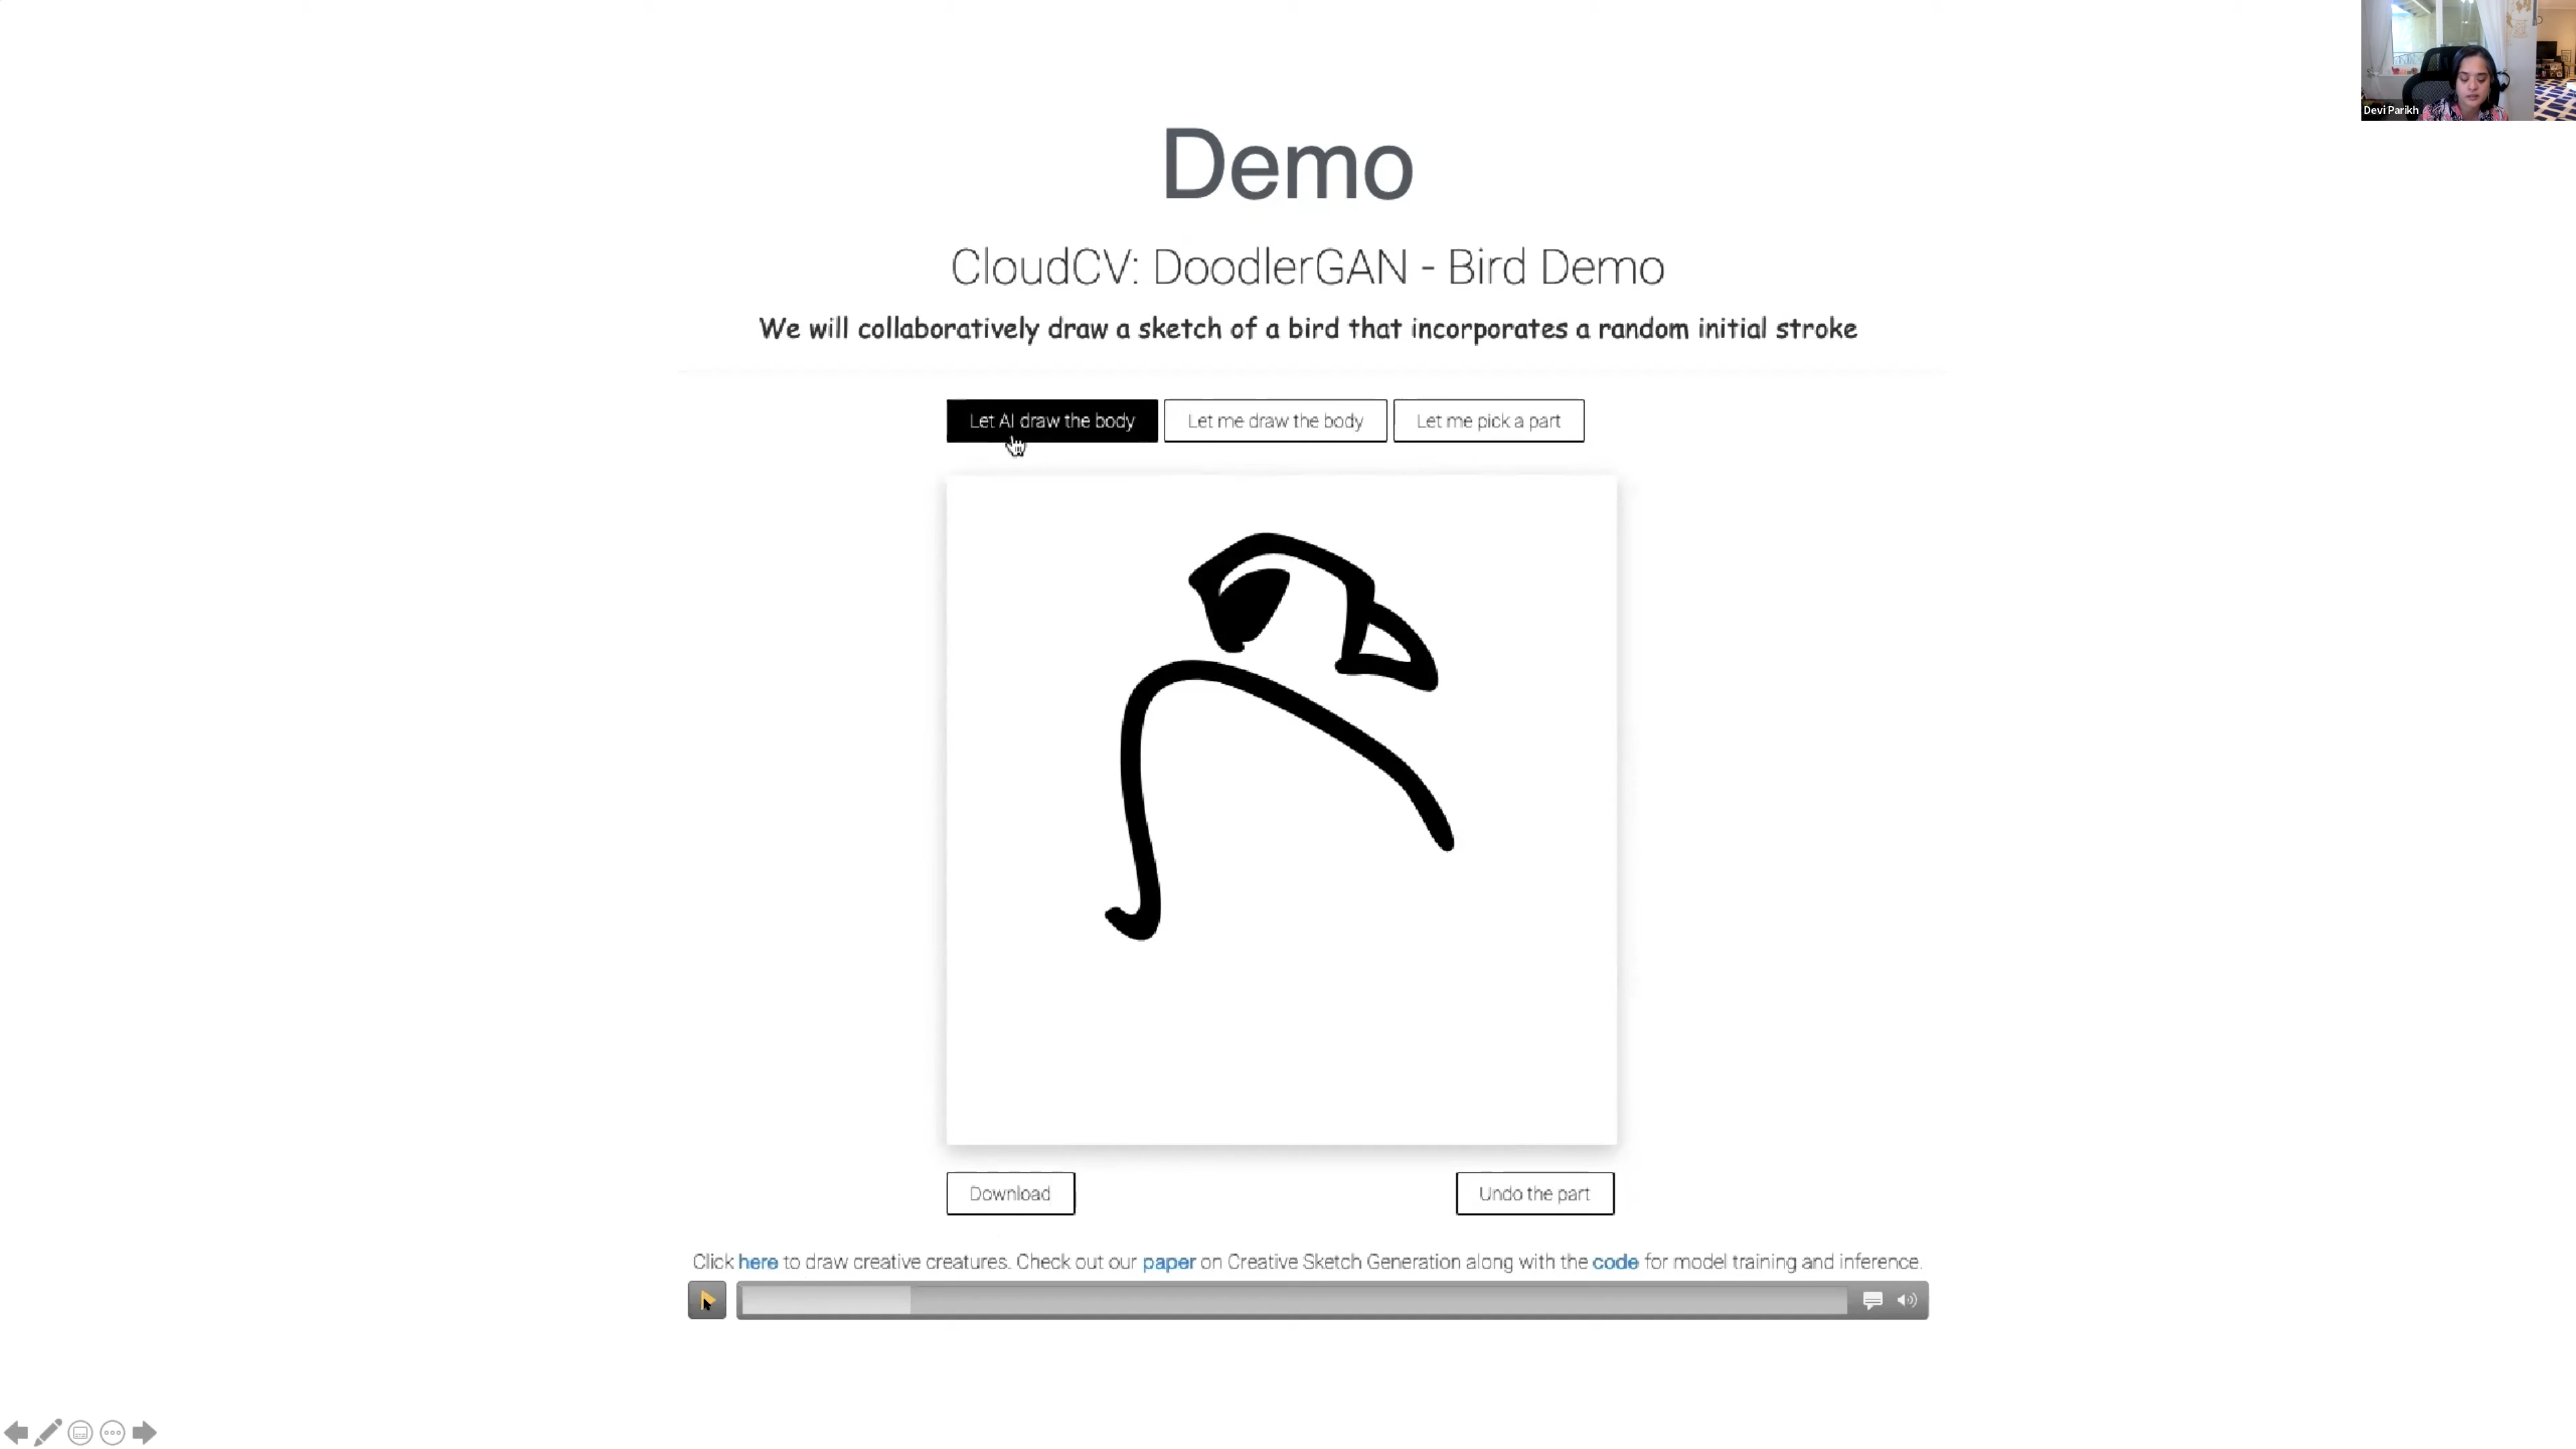 Devi Parikh
Demo
CloudCV: DoodlerGAN - Bird Demo
We will collaboratively draw a sketch of a bird that incorporates a random initial stroke
Let AI draw the body
Let me draw the body
Let me pick a part
Download
Undo the part
Click here to draw creative creatures. Check out our paper on Creative Sketch Generation along with the code for model training and inference.